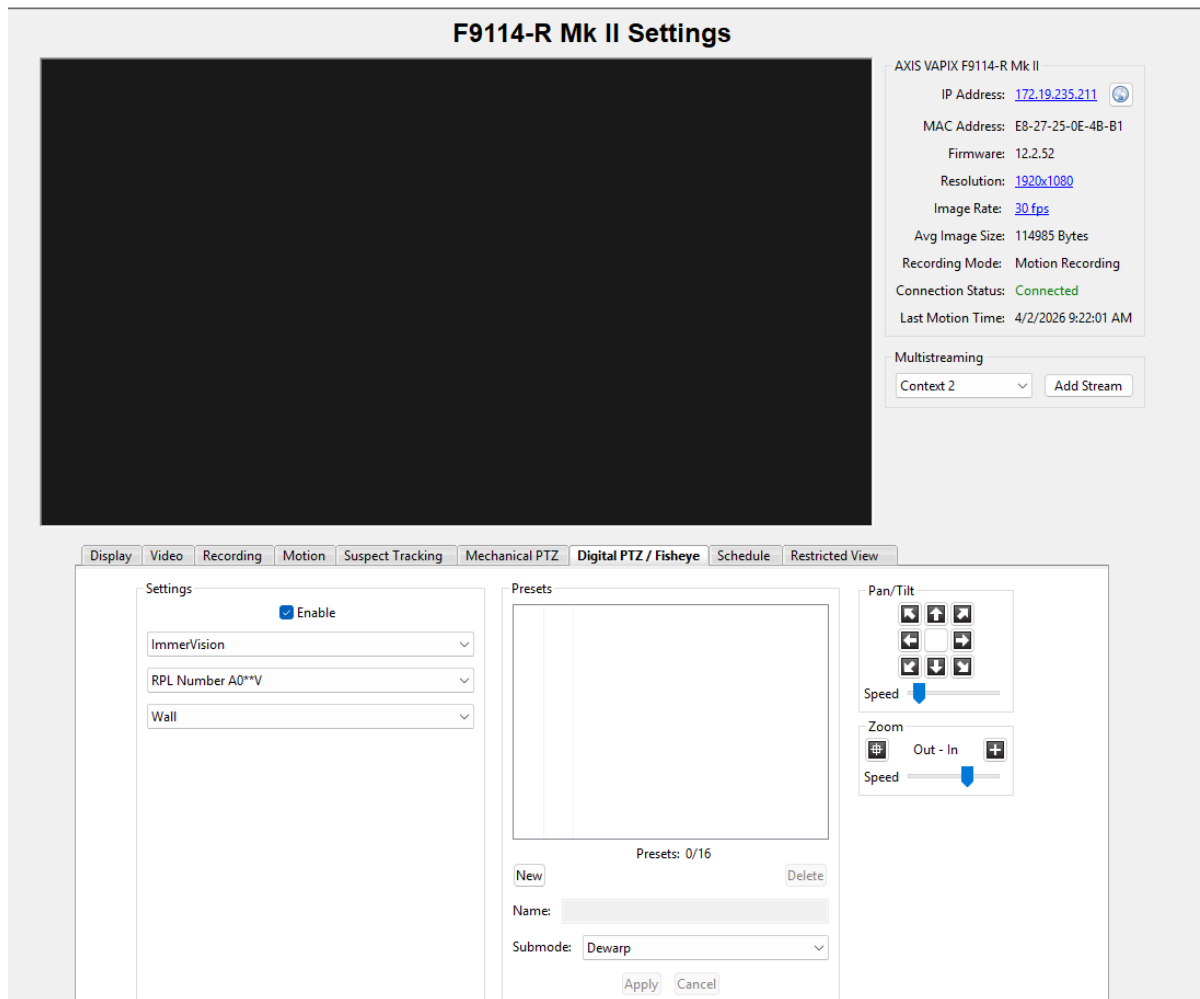 F9114-R Mk II Settings
AXIS VAPIX F9114-R Mk II
IP Address: 172.19.235.211
MAC Address: E8-27-25-0E-4B-B1
Firmware: 12.2.52
Resolution: 1920x1080
Image Rate: 30 fps
Avg Image Size: 114985 Bytes
Recording Mode: Motion Recording
Connection Status: Connected
Last Motion Time: 4/2/2026 9:22:01 AM
Multistreaming
Context 2 Add Stream
Display Video Recording Motion Suspect Tracking Mechanical PTZ Digital PTZ / Fisheye Schedule Restricted View
Settings
Enable
ImmerVision
RPL Number A0**V
Wall
Presets
Presets: 0/16
New Delete
Name:
Submode: Dewarp
Apply Cancel
Pan/Tilt
Speed
Zoom
Out - In
Speed